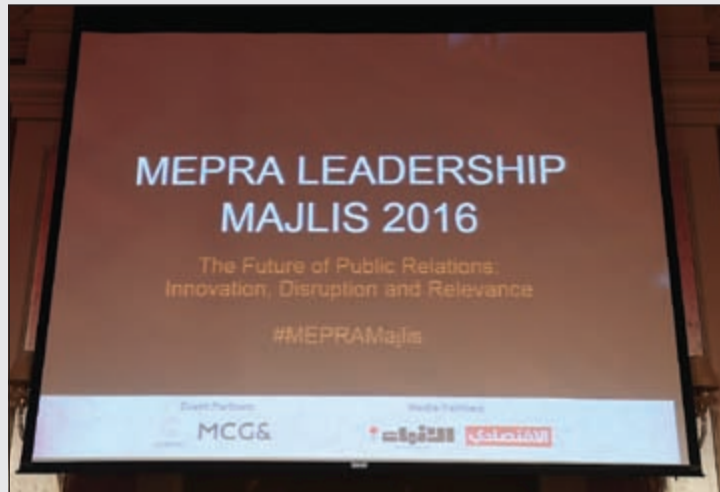 MEPRA LEADERSHIP
MAJLIS 2016
The Future of Public Relations:
Innovation, Disruption and Relevance
#MEPRAMajlis
Event Partners
Media Partners
MCG&
الاقتصادي